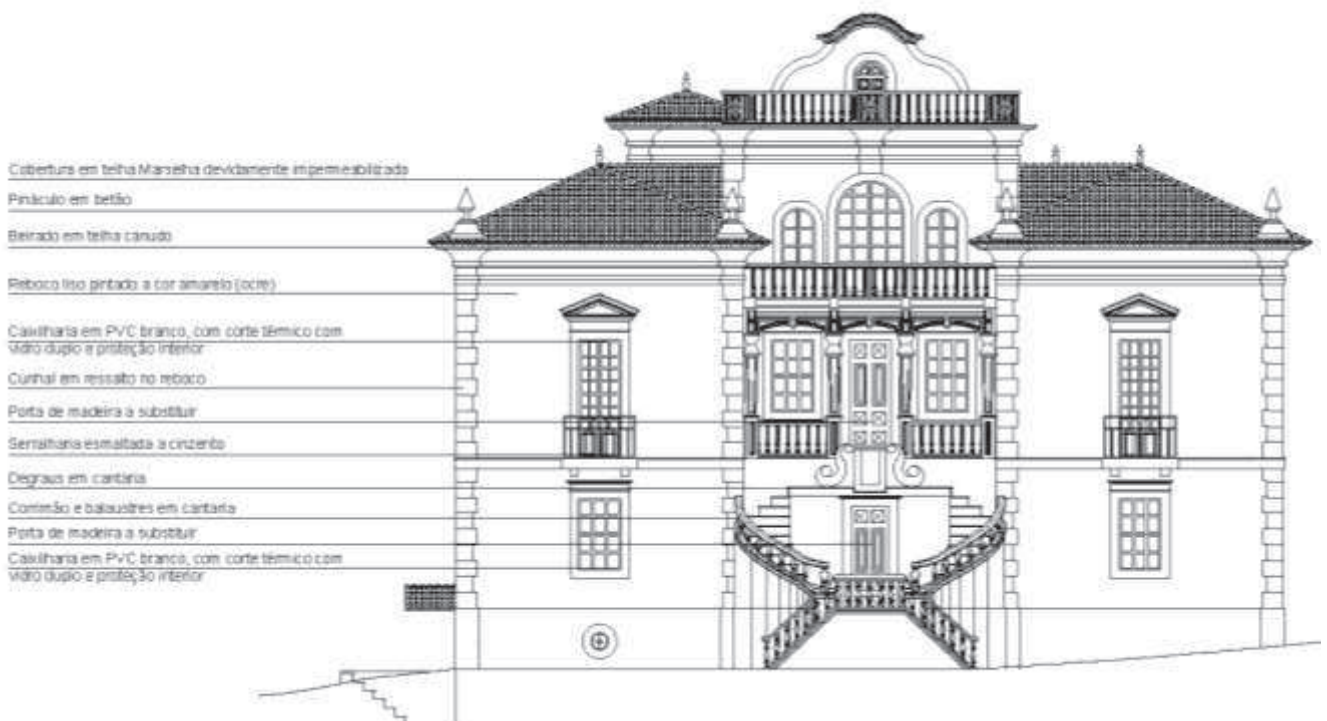 Cobertura em telha Marselha devidamente impermeabilizada
Pináculo em betão
Beirado em telha canudo
Reboco liso pintado a cor amarelo (ocre)
Caixilharia em PVC branco, com corte térmico com
vidro duplo e proteção interior
Cunhal em ressalto no reboco
Porta de madeira a substituir
Serralharia esmaltada a cinzento
Degraus em cantaria
Corrimão e balaustres em cantaria
Porta de madeira a substituir
Caixilharia em PVC branco, com corte térmico com
vidro duplo e proteção interior